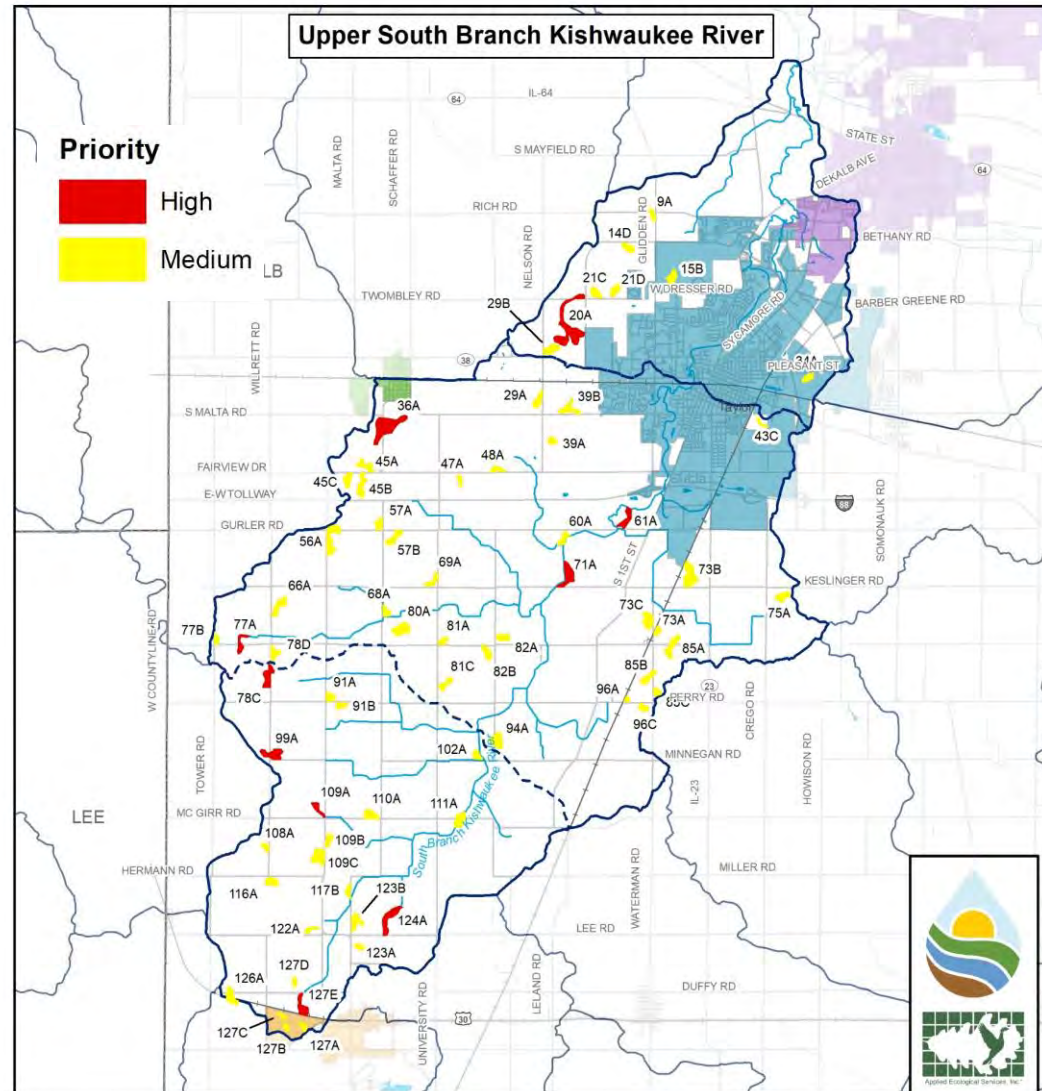 Upper South Branch Kishwaukee River
Priority
High
Medium
LB
64
IL-64
STATE ST
S MAYFIELD RD
DEKALB AVE
64
MALTA RD
SCHAFFER RD
RICH RD
9A
GLIDDEN RD
BETHANY RD
14D
NELSON RD
15B
21C
21D
W DRESSER RD
TWOMBLEY RD
BARBER GREENE RD
29B
20A
SYCAMORE RD
38
34A
PLEASANT ST
WILLRETT RD
29A
39B
36A
S MALTA RD
Taylor
43C
39A
FAIRVIEW DR
45A
47A
48A
45C
45B
E-W TOLLWAY
88
SOMONAUK RD
57A
GURLER RD
60A
61A
56A
57B
S 1ST ST
69A
71A
73B
KESLINGER RD
66A
68A
80A
73C
73A
75A
W COUNTYLINE RD
77B
77A
78D
81A
82A
85A
81C
82B
85B
78C
91A
96A
23
PERRY RD
85C
91B
96C
CREGO RD
94A
99A
102A
MINNEGAN RD
TOWER RD
IL-23
HOWISON RD
South Branch Kishwaukee River
109A
110A
111A
MC GIRR RD
LEE
108A
109B
109C
HERMANN RD
MILLER RD
116A
117B
123B
WATERMAN RD
124A
122A
LEE RD
123A
127D
126A
127E
LELAND RD
DUFFY RD
UNIVERSITY RD
30
127C
127B
127A
Applied Ecological Services, Inc.